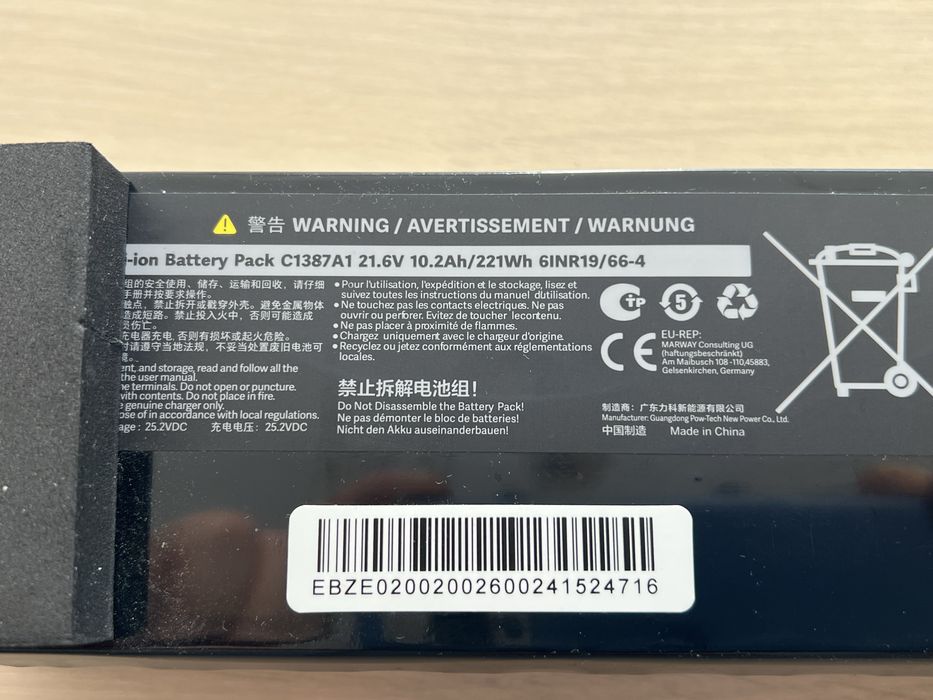 警告 WARNING / AVERTISSEMENT / WARNUNG
-ion Battery Pack C1387A1 21.6V 10.2Ah/221Wh 6INR19/66-4
组的安全使用、储存、运输和回收，请仔细
手册并按要求操作。
触点，禁止拆开或戳穿外壳。避免金属物体
造成短路。禁止投入火中，否则可能造成
损伤亡。
充电器充电，否则有损坏或起火危险。
时请遵守当地法规，不妥当处置废旧电池可
境。
ent, and storage, read and follow all the
the user manual.
he terminals. Do not open or puncture.
with contents. Do not place in fire.
e genuine charger only.
ose of in accordance with local regulations.
age : 25.2VDC 充电电压：25.2VDC
• Pour l'utilisation, l'expédition et le stockage, lisez et
suivez toutes les instructions du manuel d'utilisation.
• Ne touchez pas les contacts electriques. Ne pas
ouvrir ou perforer. Evitez de toucher le contenu.
• Ne pas placer à proximité de flammes.
• Chargez uniquement avec le chargeur d'origine.
• Recyclez ou jetez conformément aux réglementations
locales.
禁止拆解电池组！
Do Not Disassemble the Battery Pack!
Ne pas démonter le bloc de batteries!
Nicht den Akku auseinanderbauen!
TP
5
CE
EU-REP:
MARWAY Consulting UG
(haftungsbeschränkt)
Am Maibusch 108 -110,45883,
Gelsenkirchen, Germany
制造商：广东力科新能源有限公司
Manufacturer: Guangdong Pow-Tech New Power Co., Ltd.
中国制造 Made in China
EBZE02002002600241524716